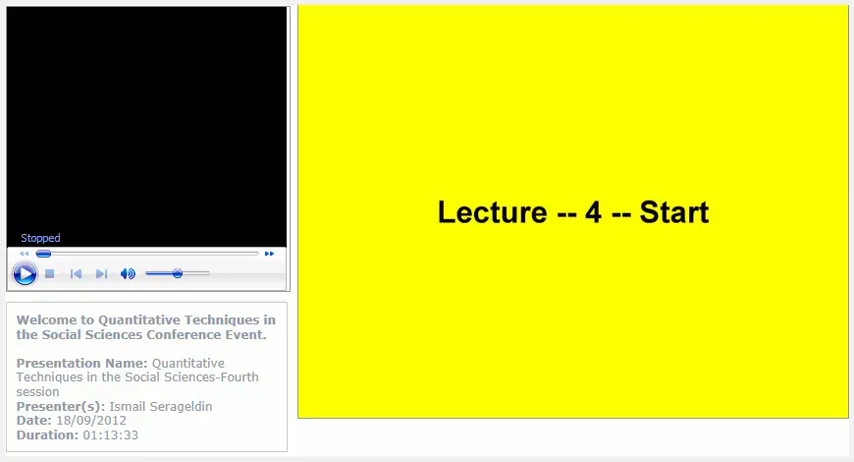 Stopped
Welcome to Quantitative Techniques in
the Social Sciences Conference Event.
Presentation Name: Quantitative
Techniques in the Social Sciences-Fourth
session
Presenter(s): Ismail Serageldin
Date: 18/09/2012
Duration: 01:13:33
Lecture -- 4 -- Start